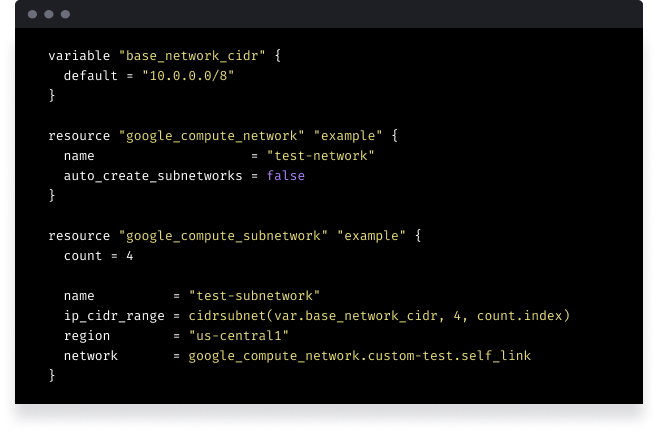 variable "base_network_cidr" {
  default = "10.0.0.0/8"
}

resource "google_compute_network" "example" {
  name                    = "test-network"
  auto_create_subnetworks = false
}

resource "google_compute_subnetwork" "example" {
  count = 4

  name          = "test-subnetwork"
  ip_cidr_range = cidrsubnet(var.base_network_cidr, 4, count.index)
  region        = "us-central1"
  network       = google_compute_network.custom-test.self_link
}